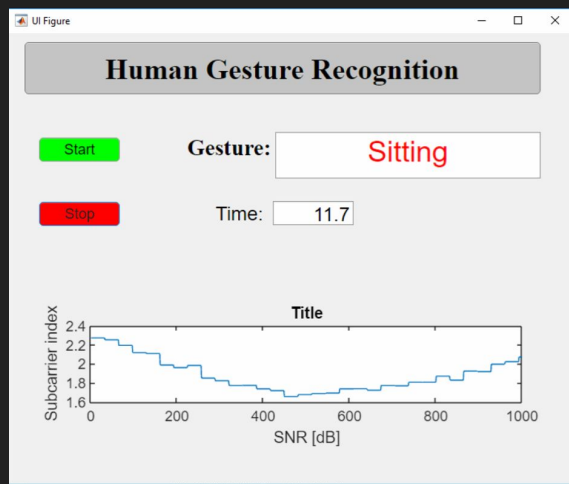 UI Figure
Human Gesture Recognition
Start
Gesture:
Sitting
Stop
Time:
11.7
Title
Subcarrier index
2.4
2.2
2
1.8
1.6
0
200
400
600
800
1000
SNR [dB]